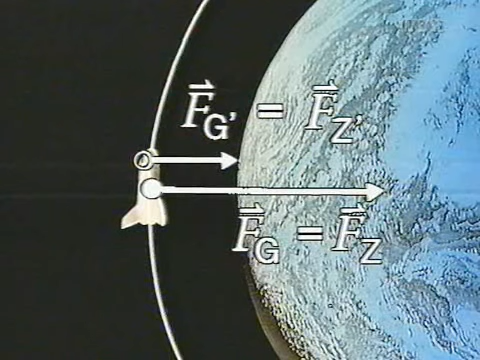 F⃗G' = F⃗Z'
F⃗G = F⃗Z